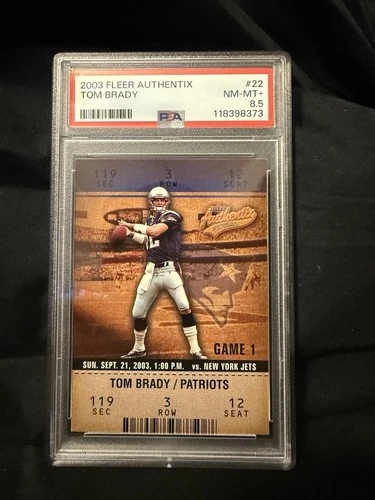 2003 FLEER AUTHENTIX #22
TOM BRADY NM-MT+
8.5
PSA 118398373
119 3 12
SEC ROW SEAT
Authentix
GAME 1
SUN. SEPT. 21, 2003, 1:00 P.M. vs. NEW YORK JETS
TOM BRADY / PATRIOTS
119 3 12
SEC ROW SEAT